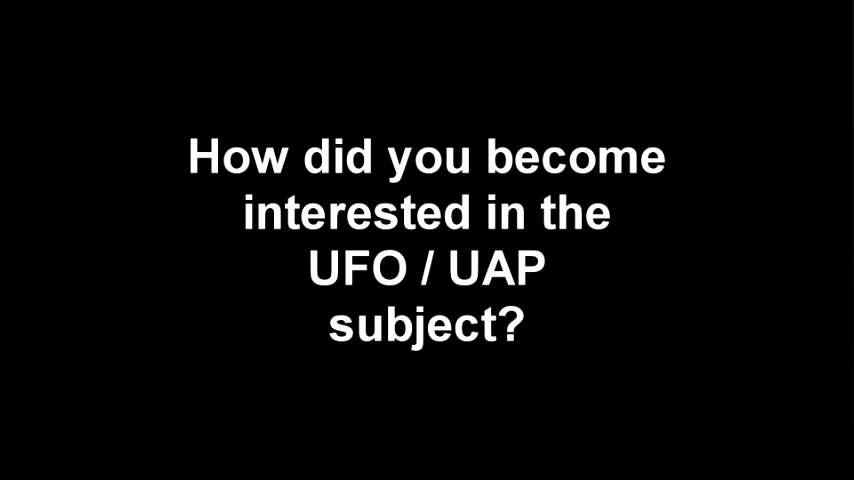 How did you become
interested in the
UFO / UAP
subject?